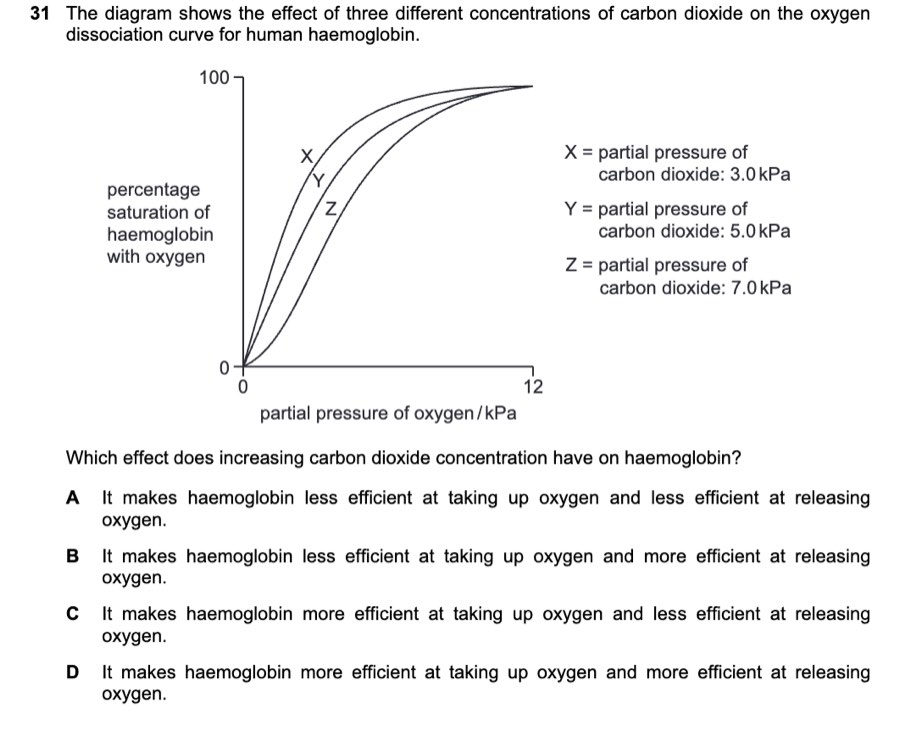 31 The diagram shows the effect of three different concentrations of carbon dioxide on the oxygen
dissociation curve for human haemoglobin.
100
X
Y
Z
percentage
saturation of
haemoglobin
with oxygen
0
0
12
partial pressure of oxygen / kPa
X = partial pressure of
carbon dioxide: 3.0 kPa
Y = partial pressure of
carbon dioxide: 5.0 kPa
Z = partial pressure of
carbon dioxide: 7.0 kPa
Which effect does increasing carbon dioxide concentration have on haemoglobin?
A It makes haemoglobin less efficient at taking up oxygen and less efficient at releasing
oxygen.
B It makes haemoglobin less efficient at taking up oxygen and more efficient at releasing
oxygen.
C It makes haemoglobin more efficient at taking up oxygen and less efficient at releasing
oxygen.
D It makes haemoglobin more efficient at taking up oxygen and more efficient at releasing
oxygen.